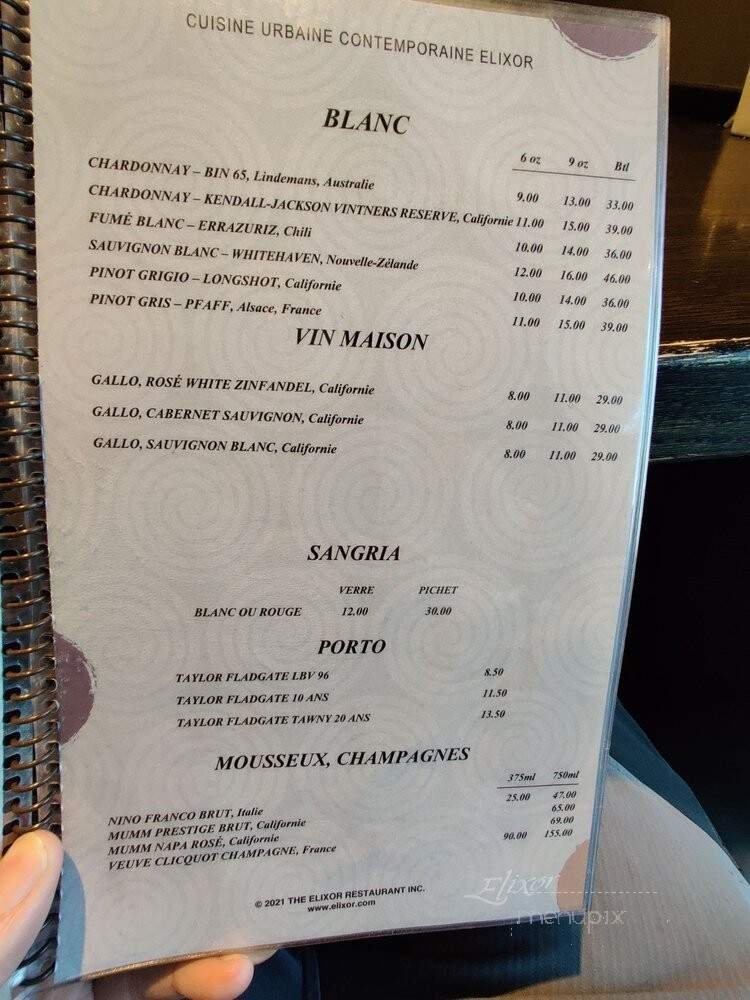 CUISINE URBAINE CONTEMPORAINE ELIXOR
BLANC
6 oz 9 oz Btl
CHARDONNAY – BIN 65, Lindemans, Australie 9.00 13.00 33.00
CHARDONNAY – KENDALL-JACKSON VINTNERS RESERVE, Californie 11.00 15.00 39.00
FUMÉ BLANC – ERRAZURIZ, Chili 10.00 14.00 36.00
SAUVIGNON BLANC – WHITEHAVEN, Nouvelle-Zélande 12.00 16.00 46.00
PINOT GRIGIO – LONGSHOT, Californie 10.00 14.00 36.00
PINOT GRIS – PFAFF, Alsace, France 11.00 15.00 39.00
VIN MAISON
GALLO, ROSÉ WHITE ZINFANDEL, Californie 8.00 11.00 29.00
GALLO, CABERNET SAUVIGNON, Californie 8.00 11.00 29.00
GALLO, SAUVIGNON BLANC, Californie 8.00 11.00 29.00
SANGRIA
VERRE PICHET
BLANC OU ROUGE 12.00 30.00
PORTO
TAYLOR FLADGATE LBV 96 8.50
TAYLOR FLADGATE 10 ANS 11.50
TAYLOR FLADGATE TAWNY 20 ANS 13.50
MOUSSEUX, CHAMPAGNES
375ml 750ml
NINO FRANCO BRUT, Italie 25.00 47.00
MUMM PRESTIGE BRUT, Californie 65.00
MUMM NAPA ROSÉ, Californie 69.00
VEUVE CLICQUOT CHAMPAGNE, France 90.00 155.00
© 2021 THE ELIXOR RESTAURANT INC.
www.elixor.com
Elixor
menupix